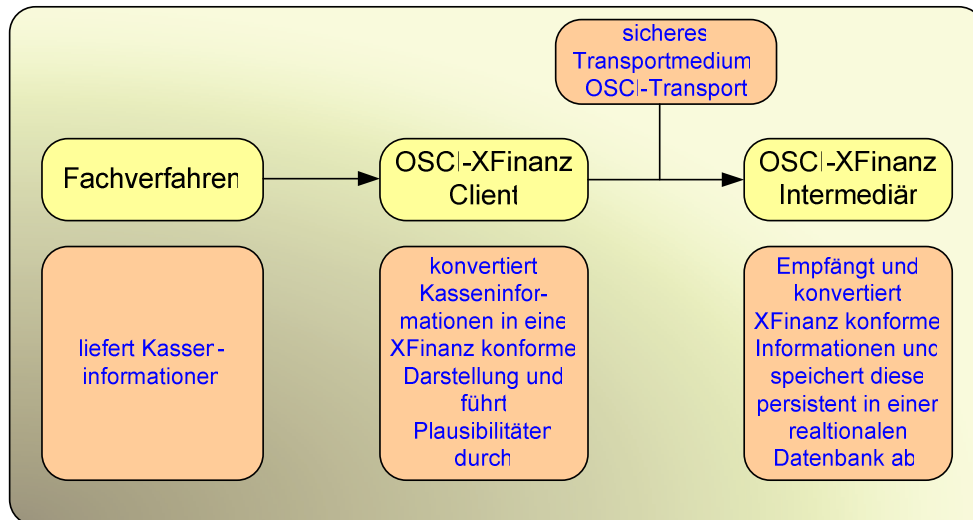 sicheres
Transportmedium
OSCI-Transport
Fachverfahren
OSCI-XFinanz
Client
OSCI-XFinanz
Intermediär
liefert Kassen-
informationen
konvertiert
Kasseninfor-
mationen in eine
XFinanz konforme
Darstellung und
führt
Plausibilitäten
durch
Empfängt und
konvertiert
XFinanz konforme
Informationen und
speichert diese
persistent in einer
realtionalen
Datenbank ab